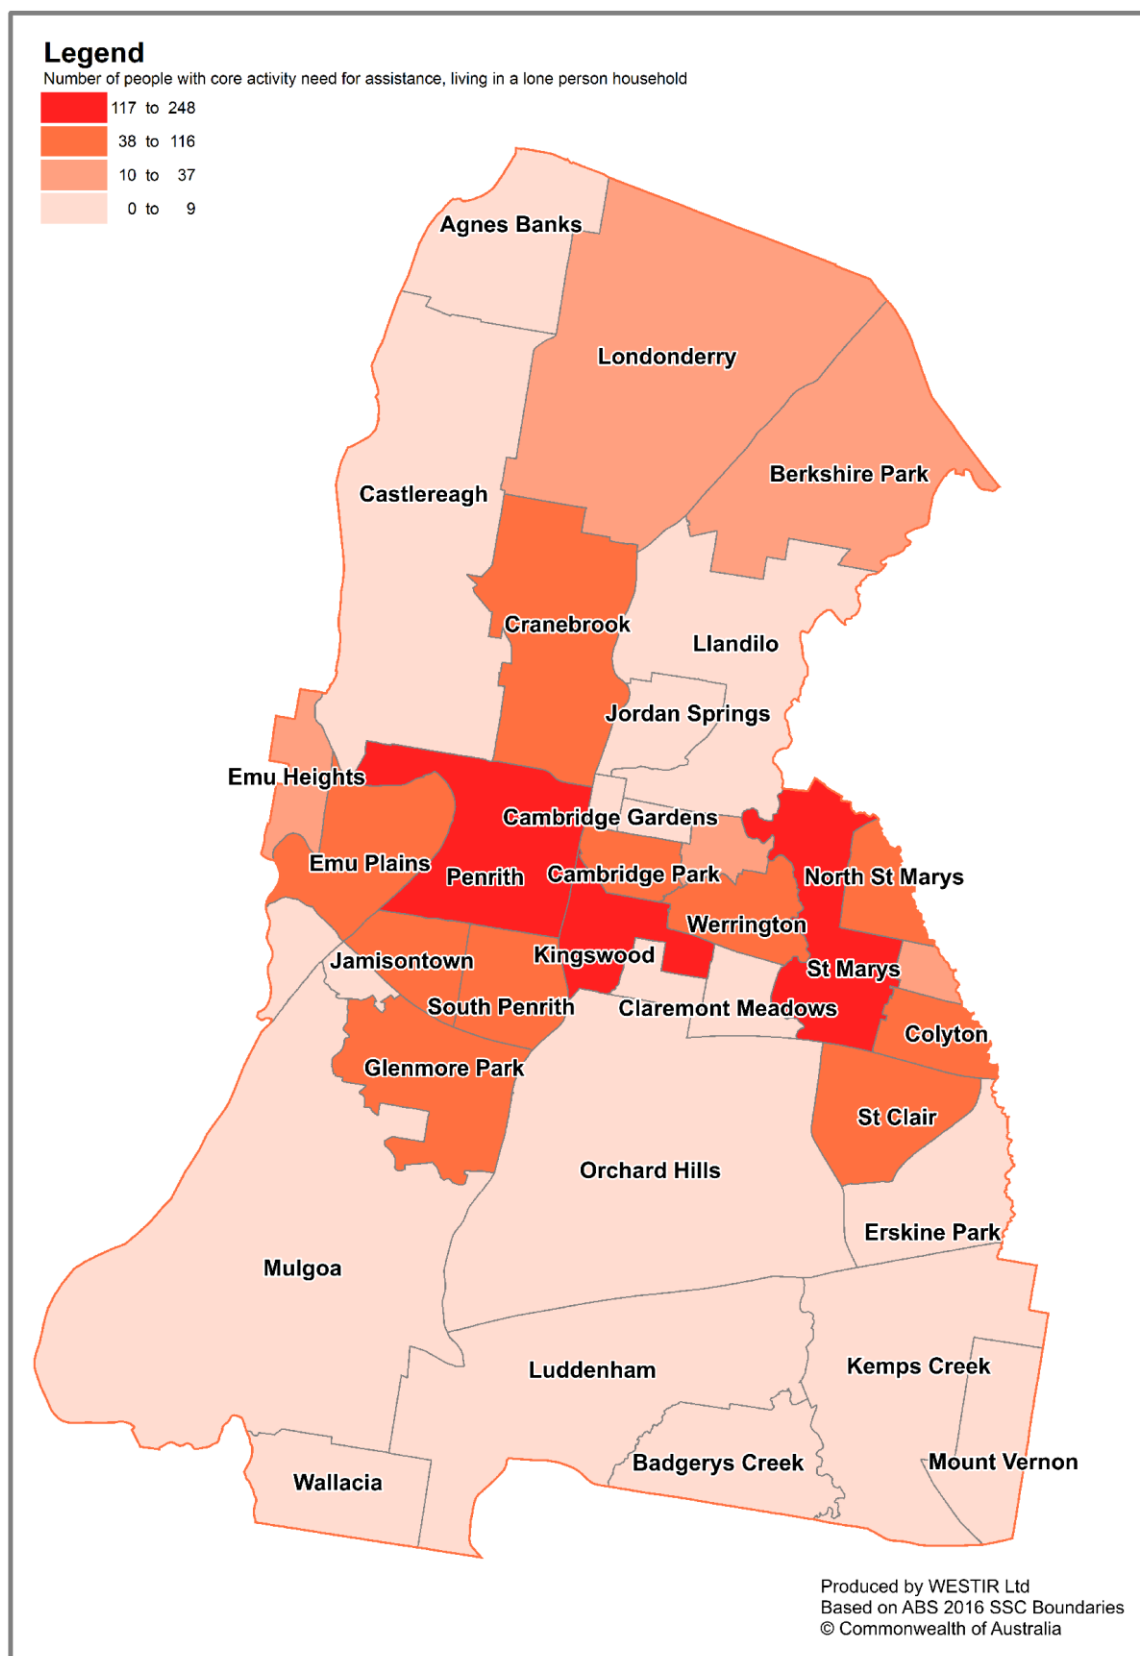 Legend
Number of people with core activity need for assistance, living in a lone person household
117 to 248
38 to 116
10 to 37
0 to 9
Agnes Banks
Londonderry
Berkshire Park
Castlereagh
Cranebrook
Llandilo
Jordan Springs
Emu Heights
Cambridge Gardens
Emu Plains
Penrith
Cambridge Park
North St Marys
Werrington
Kingswood
Jamisontown
St Marys
South Penrith
Claremont Meadows
Colyton
Glenmore Park
St Clair
Orchard Hills
Erskine Park
Mulgoa
Luddenham
Kemps Creek
Badgerys Creek
Mount Vernon
Wallacia
Produced by WESTIR Ltd
Based on ABS 2016 SSC Boundaries
© Commonwealth of Australia